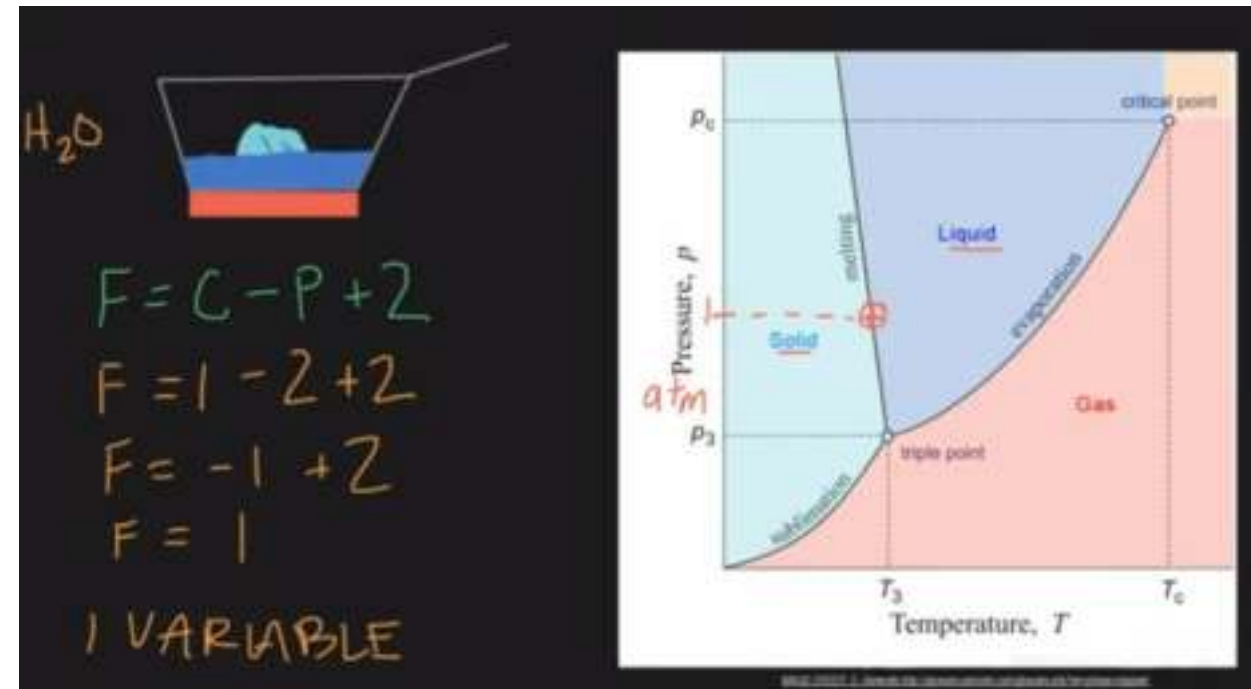 H₂O
F = C - P + 2
F = 1 - 2 + 2
F = -1 + 2
F = 1
1 VARIABLE
critical point
pc
melting
Liquid
evaporation
Pressure, p
1
Solid
atm
Gas
p3
triple point
sublimation
T3
Tc
Temperature, T